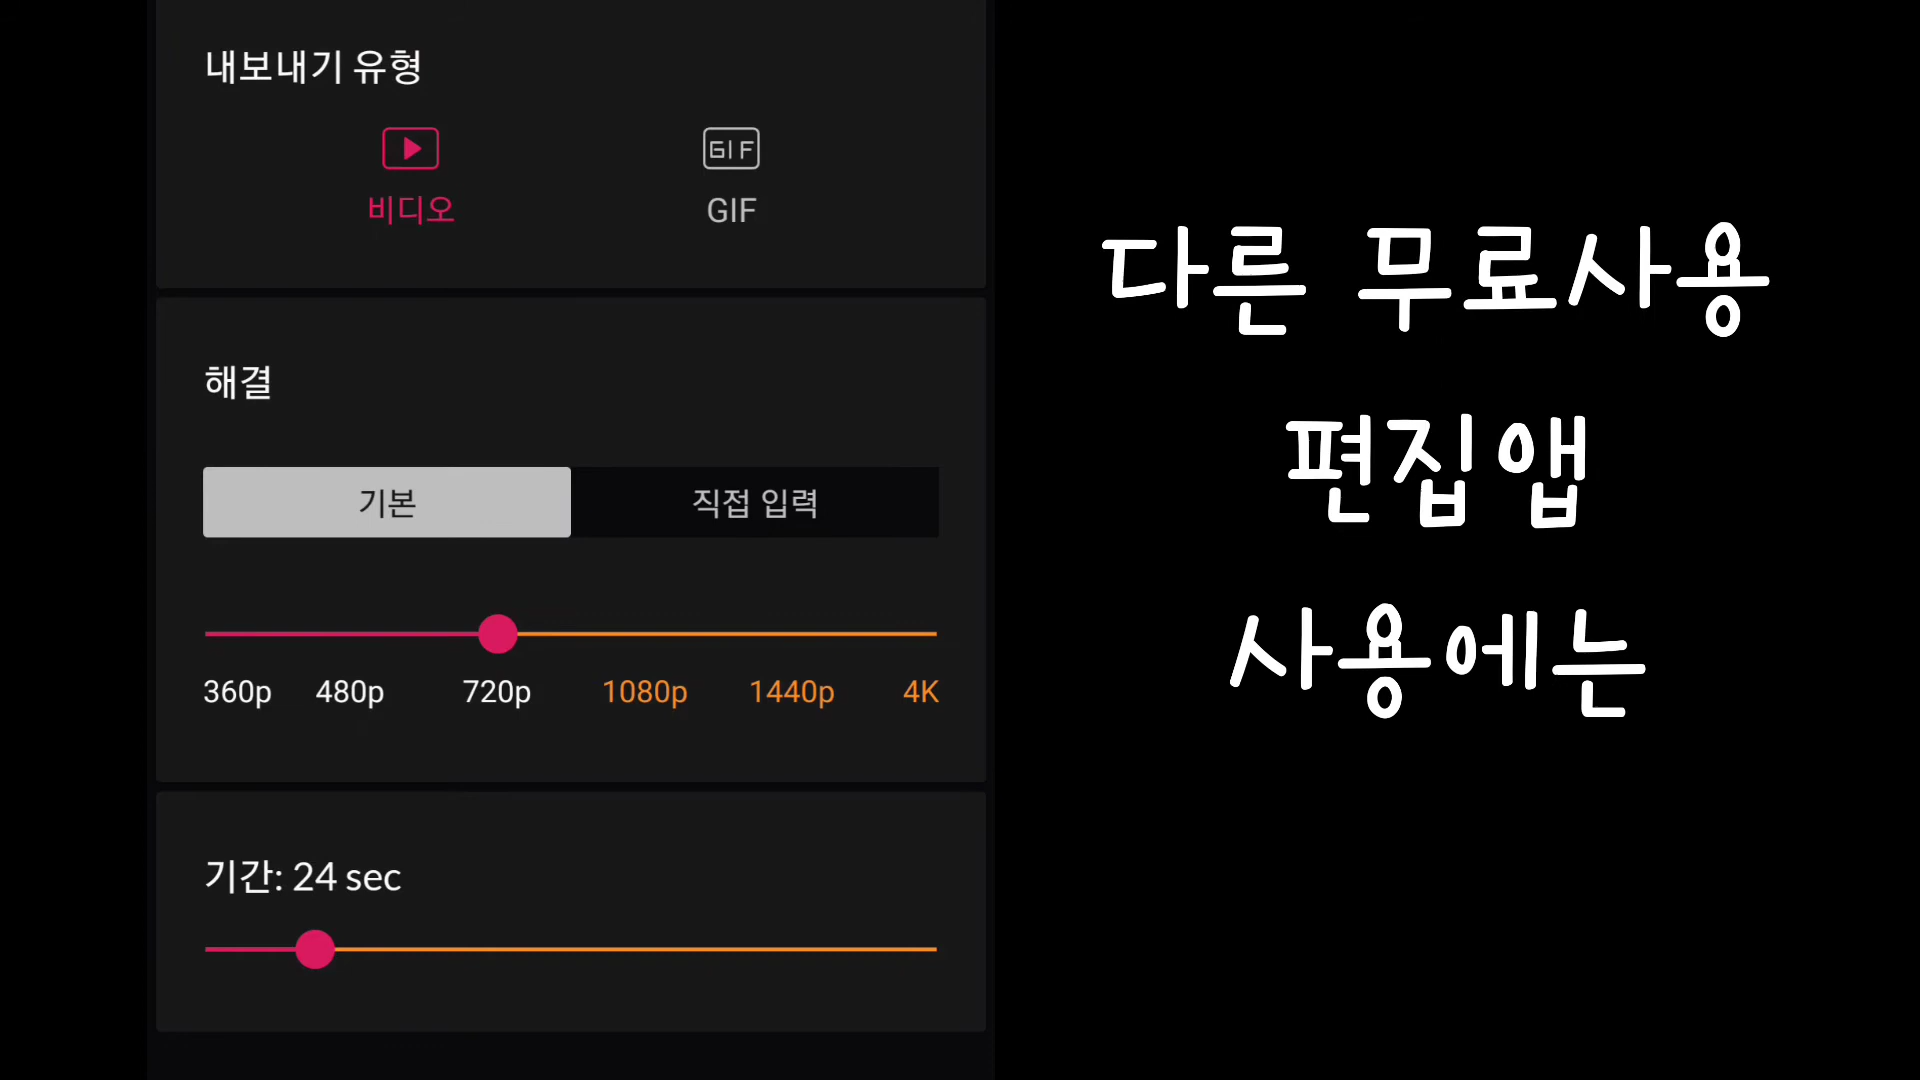 내보내기 유형
GIF
비디오
GIF
해결
기본
직접 입력
360p 480p 720p 1080p 1440p 4K
기간: 24 sec
다른 무료사용
편집앱
사용에는